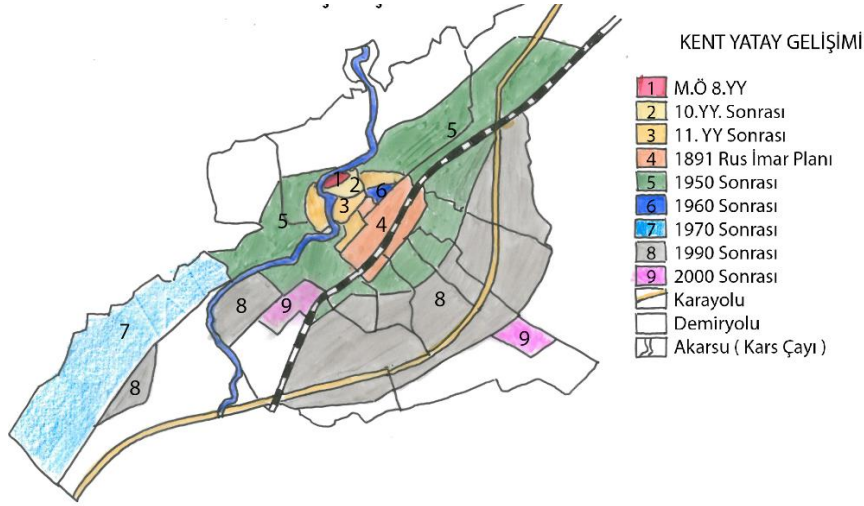 KENT YATAY GELİŞİMİ
1 M.Ö 8.YY
2 10.YY. Sonrası
3 11. YY Sonrası
4 1891 Rus İmar Planı
5 1950 Sonrası
6 1960 Sonrası
7 1970 Sonrası
8 1990 Sonrası
9 2000 Sonrası
Karayolu
Demiryolu
Akarsu ( Kars Çayı )
5
1
2
6
3
5
4
8
9
8
7
9
8